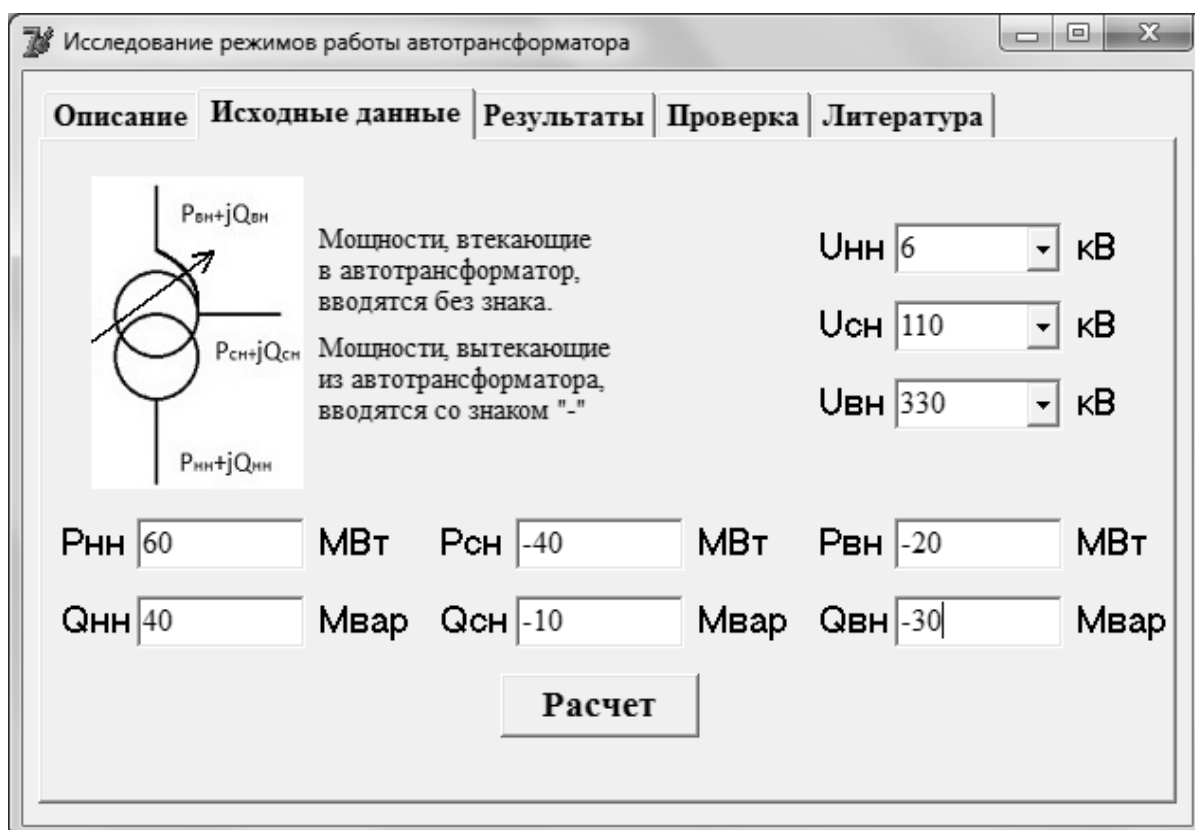 Исследование режимов работы автотрансформатора
Описание Исходные данные Результаты Проверка Литература
Pвн+jQвн
Pсн+jQсн
Pнн+jQнн
Мощности, втекающие
в автотрансформатор,
вводятся без знака.
Мощности, вытекающие
из автотрансформатора,
вводятся со знаком "-"
Uнн 6 кВ
Uсн 110 кВ
Uвн 330 кВ
Pнн 60 МВт Pсн -40 МВт Pвн -20 МВт
Qнн 40 Мвар Qсн -10 Мвар Qвн -30 Мвар
Расчет